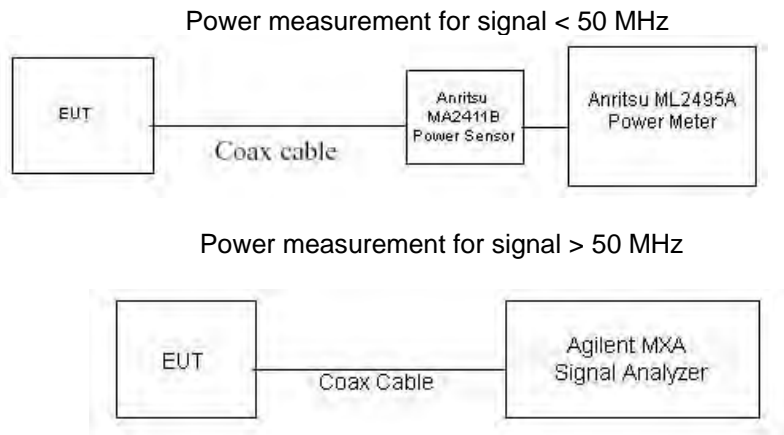 Power measurement for signal < 50 MHz
EUT
Coax cable
Anritsu
MA2411B
Power Sensor
Anritsu ML2495A
Power Meter
Power measurement for signal > 50 MHz
EUT
Coax Cable
Agilent MXA
Signal Analyzer